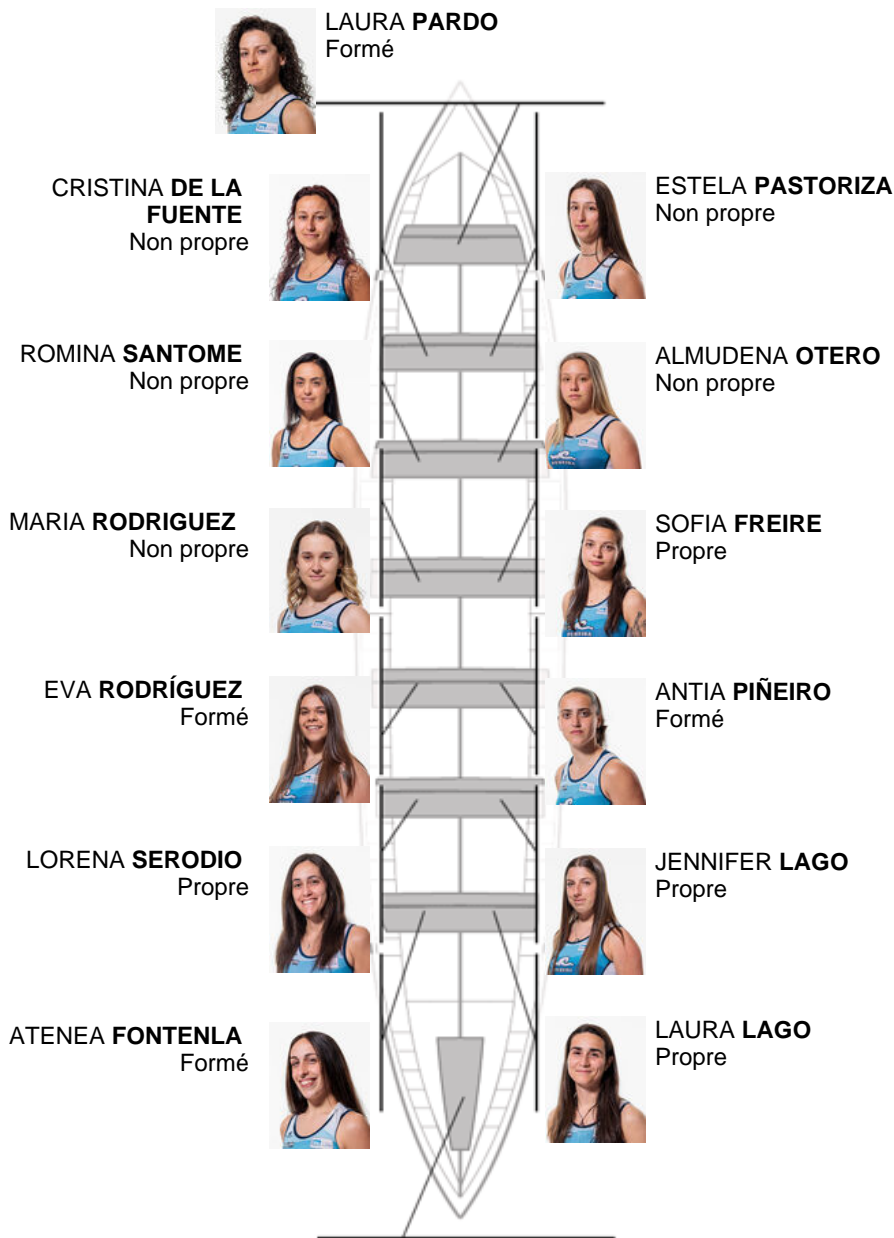 LAURA PARDO
Formé
CRISTINA DE LA
FUENTE
Non propre
ESTELA PASTORIZA
Non propre
ROMINA SANTOME
Non propre
ALMUDENA OTERO
Non propre
MARIA RODRIGUEZ
Non propre
SOFIA FREIRE
Propre
EVA RODRÍGUEZ
Formé
ANTIA PIÑEIRO
Formé
LORENA SERODIO
Propre
JENNIFER LAGO
Propre
ATENEA FONTENLA
Formé
LAURA LAGO
Propre